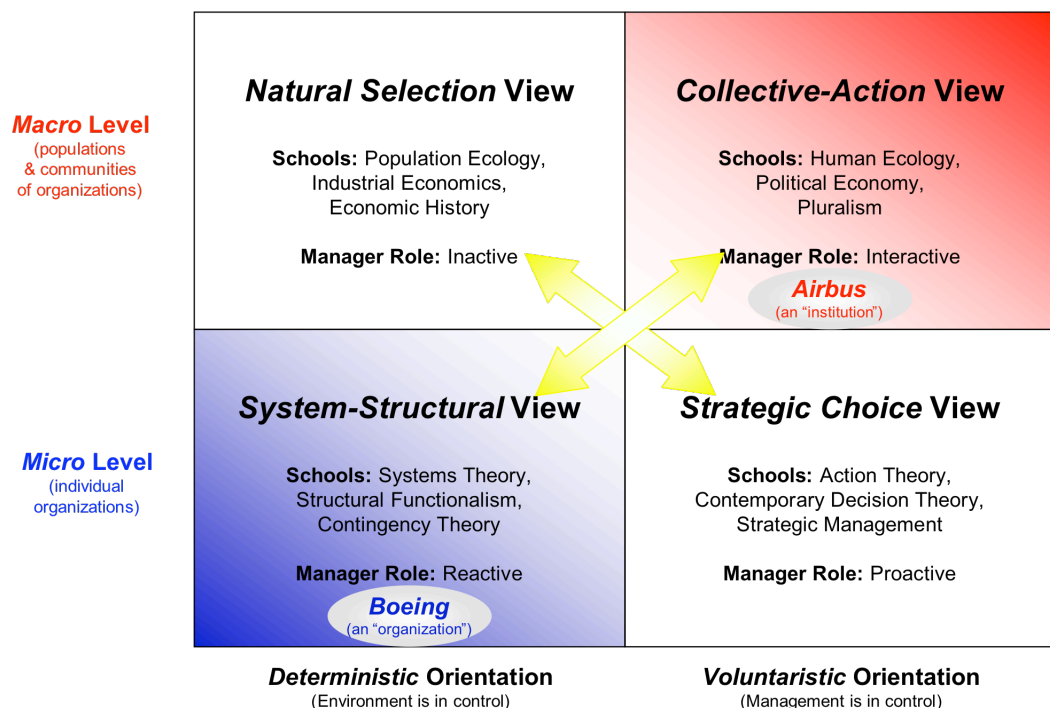 Natural Selection View
Collective-Action View
Macro Level
(populations
& communities
of organizations)
Schools: Population Ecology,
Industrial Economics,
Economic History
Manager Role: Inactive
Schools: Human Ecology,
Political Economy,
Pluralism
Manager Role: Interactive
Airbus
(an “institution”)
System-Structural View
Strategic Choice View
Micro Level
(individual
organizations)
Schools: Systems Theory,
Structural Functionalism,
Contingency Theory
Manager Role: Reactive
Boeing
(an “organization”)
Schools: Action Theory,
Contemporary Decision Theory,
Strategic Management
Manager Role: Proactive
Deterministic Orientation
(Environment is in control)
Voluntaristic Orientation
(Management is in control)